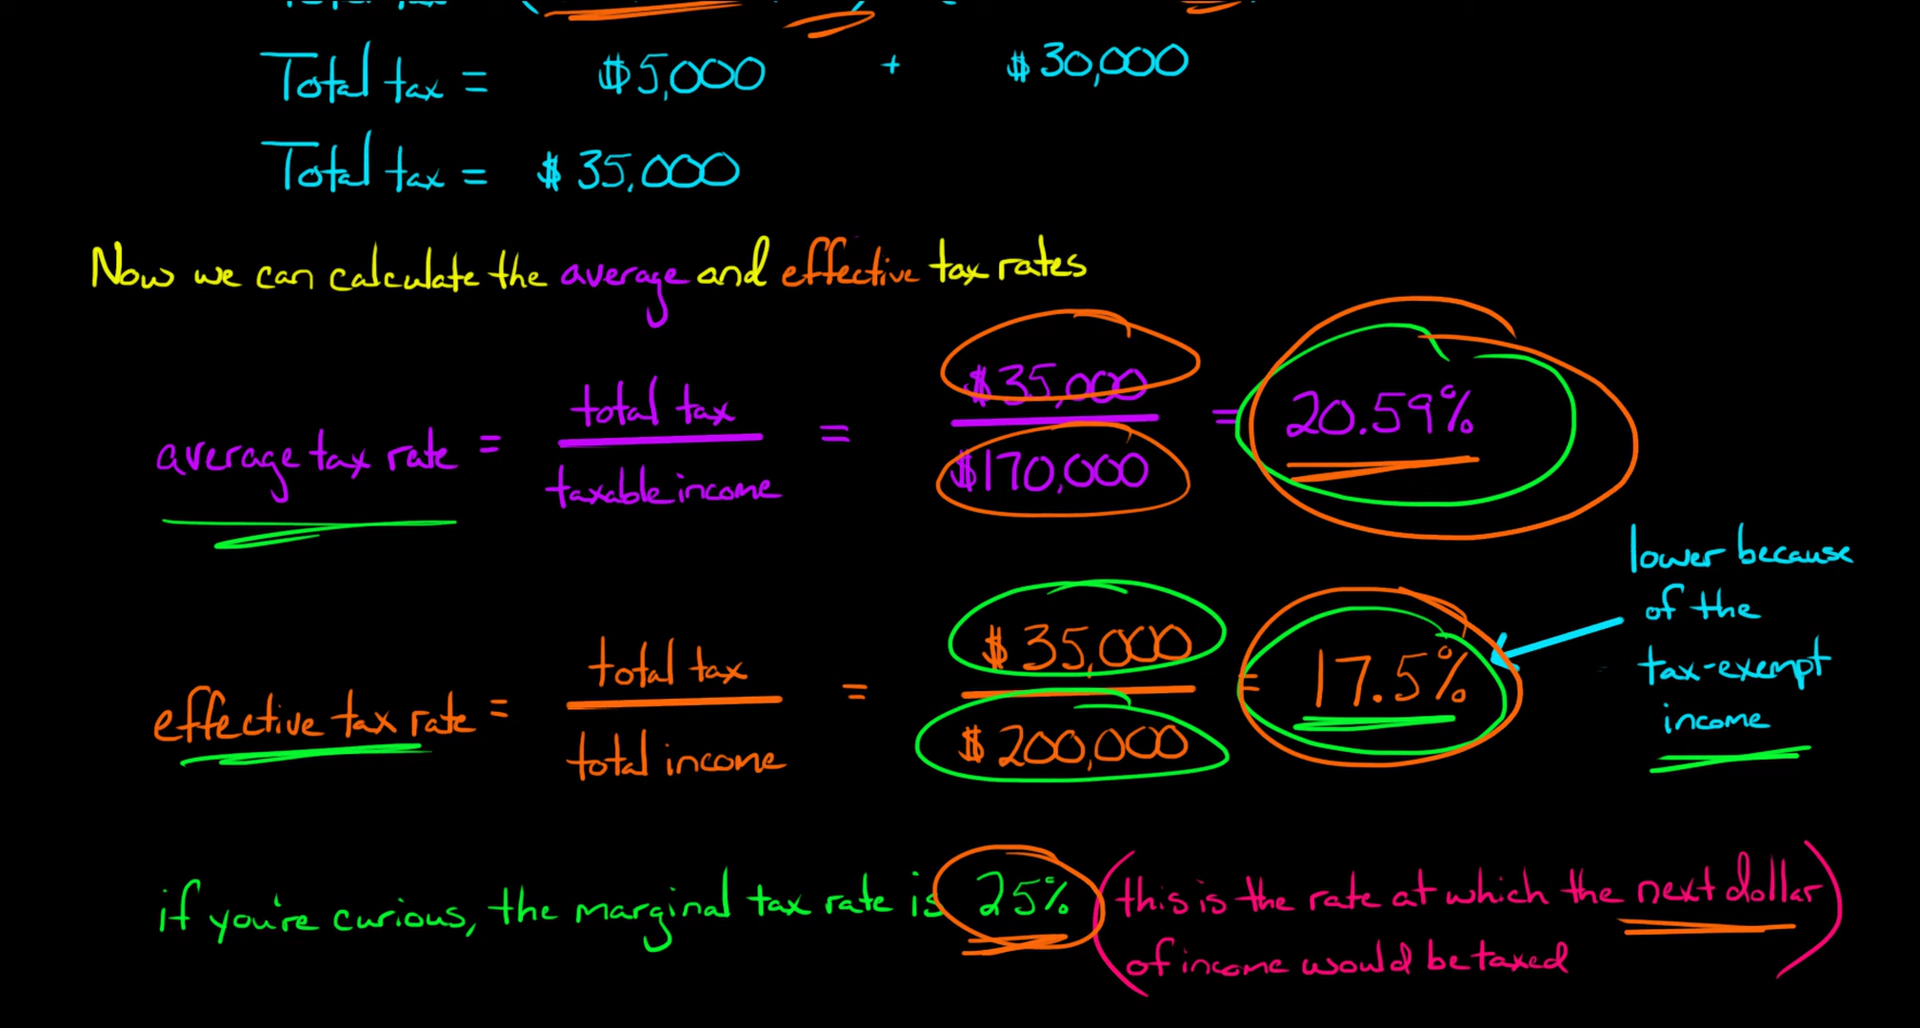 Total tax = $5,000 + $30,000
Total tax = $35,000
Now we can calculate the average and effective tax rates
average tax rate = total tax / taxable income = $35,000 / $170,000 = 20.59%
effective tax rate = total tax / total income = $35,000 / $200,000 = 17.5%
lower because
of the
tax-exempt
income
if you're curious, the marginal tax rate is 25% (this is the rate at which the next dollar
of income would be taxed)